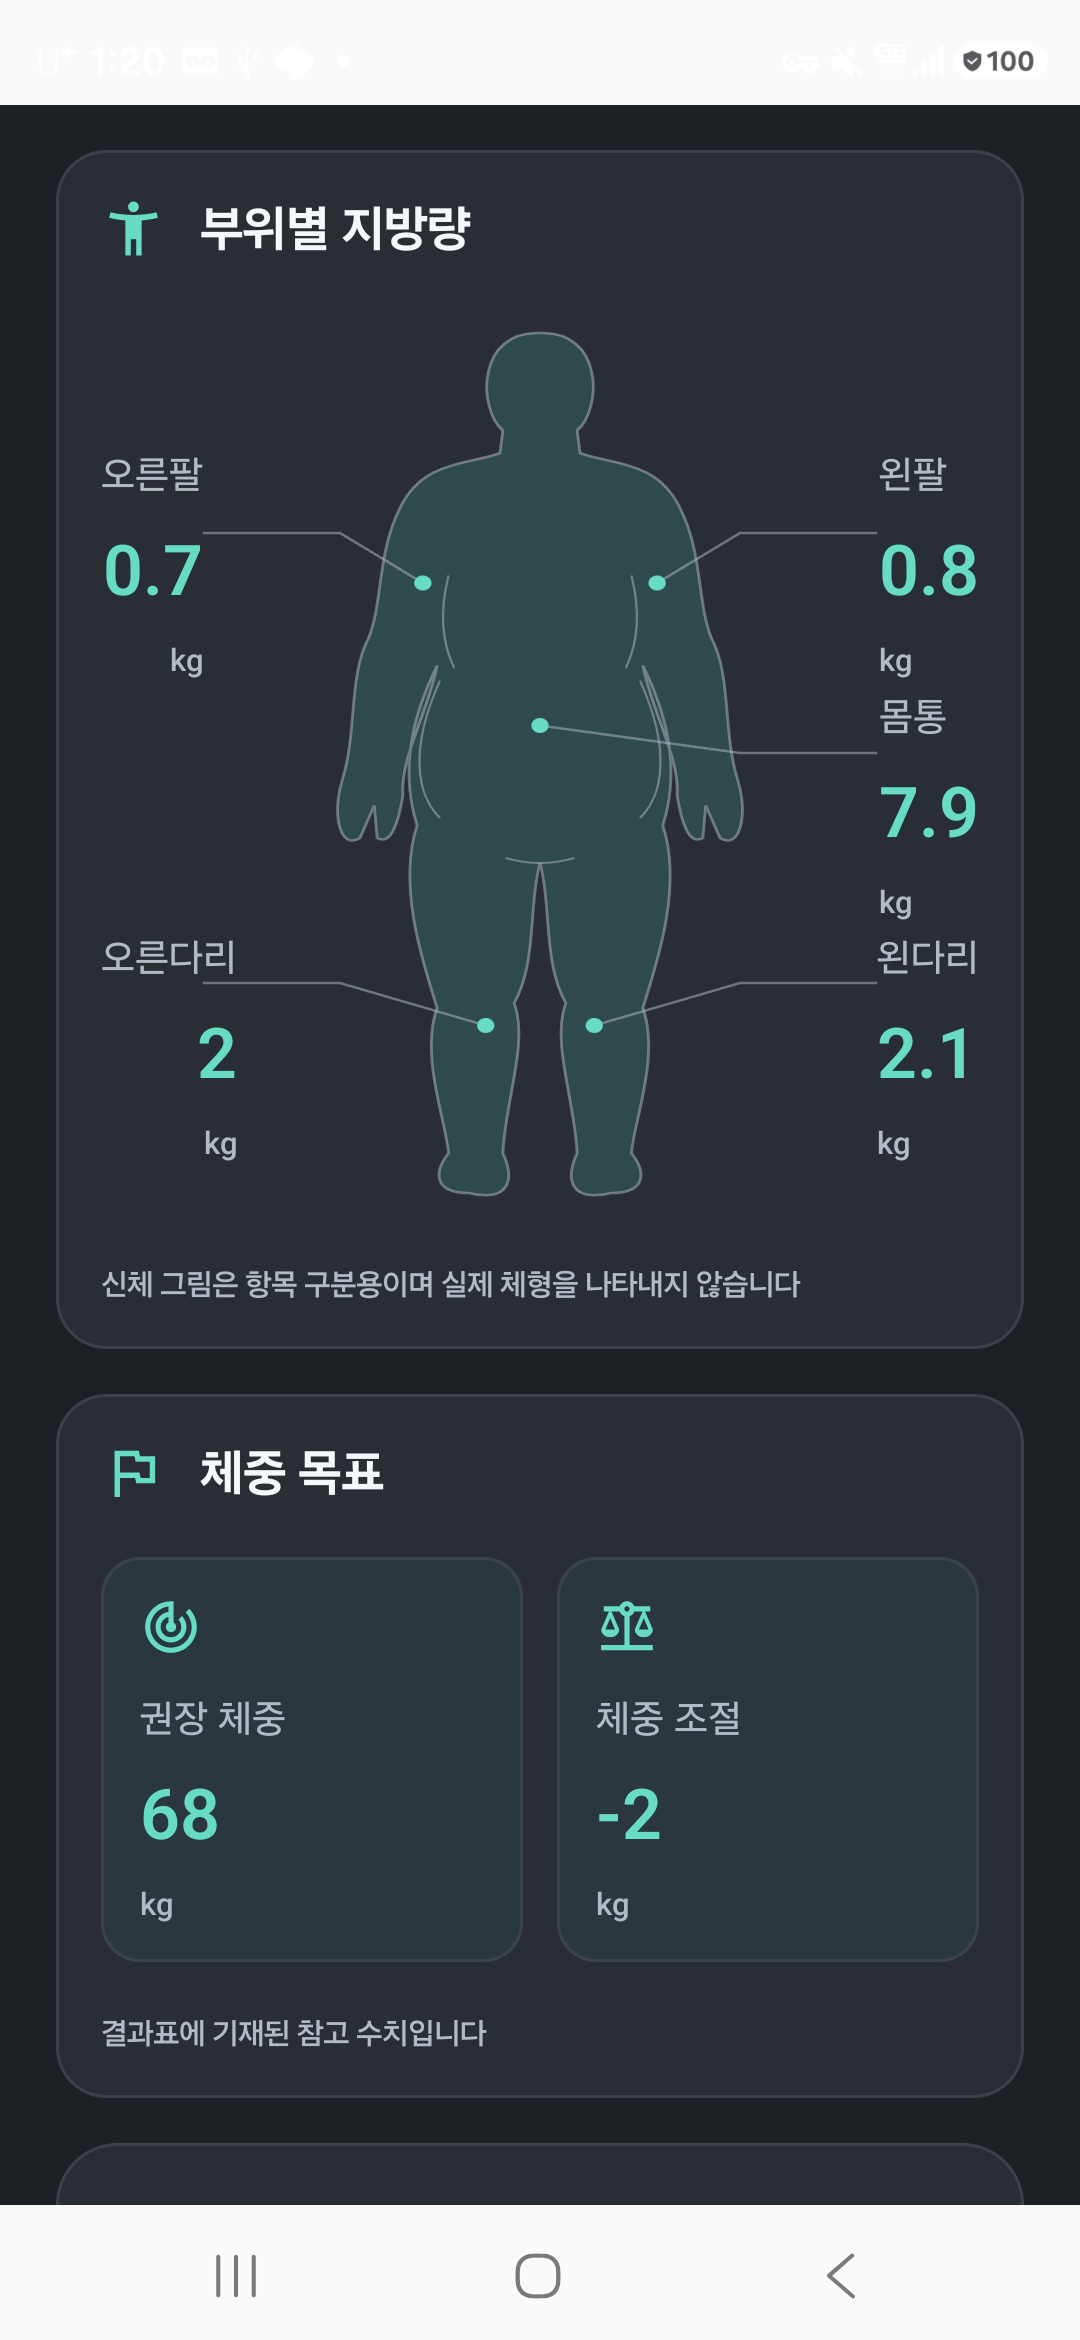 U+ 1:20
5G
100
부위별 지방량
오른팔
0.7
kg
왼팔
0.8
kg
몸통
7.9
kg
오른다리
2
kg
왼다리
2.1
kg
신체 그림은 항목 구분용이며 실제 체형을 나타내지 않습니다
체중 목표
권장 체중
68
kg
체중 조절
-2
kg
결과표에 기재된 참고 수치입니다